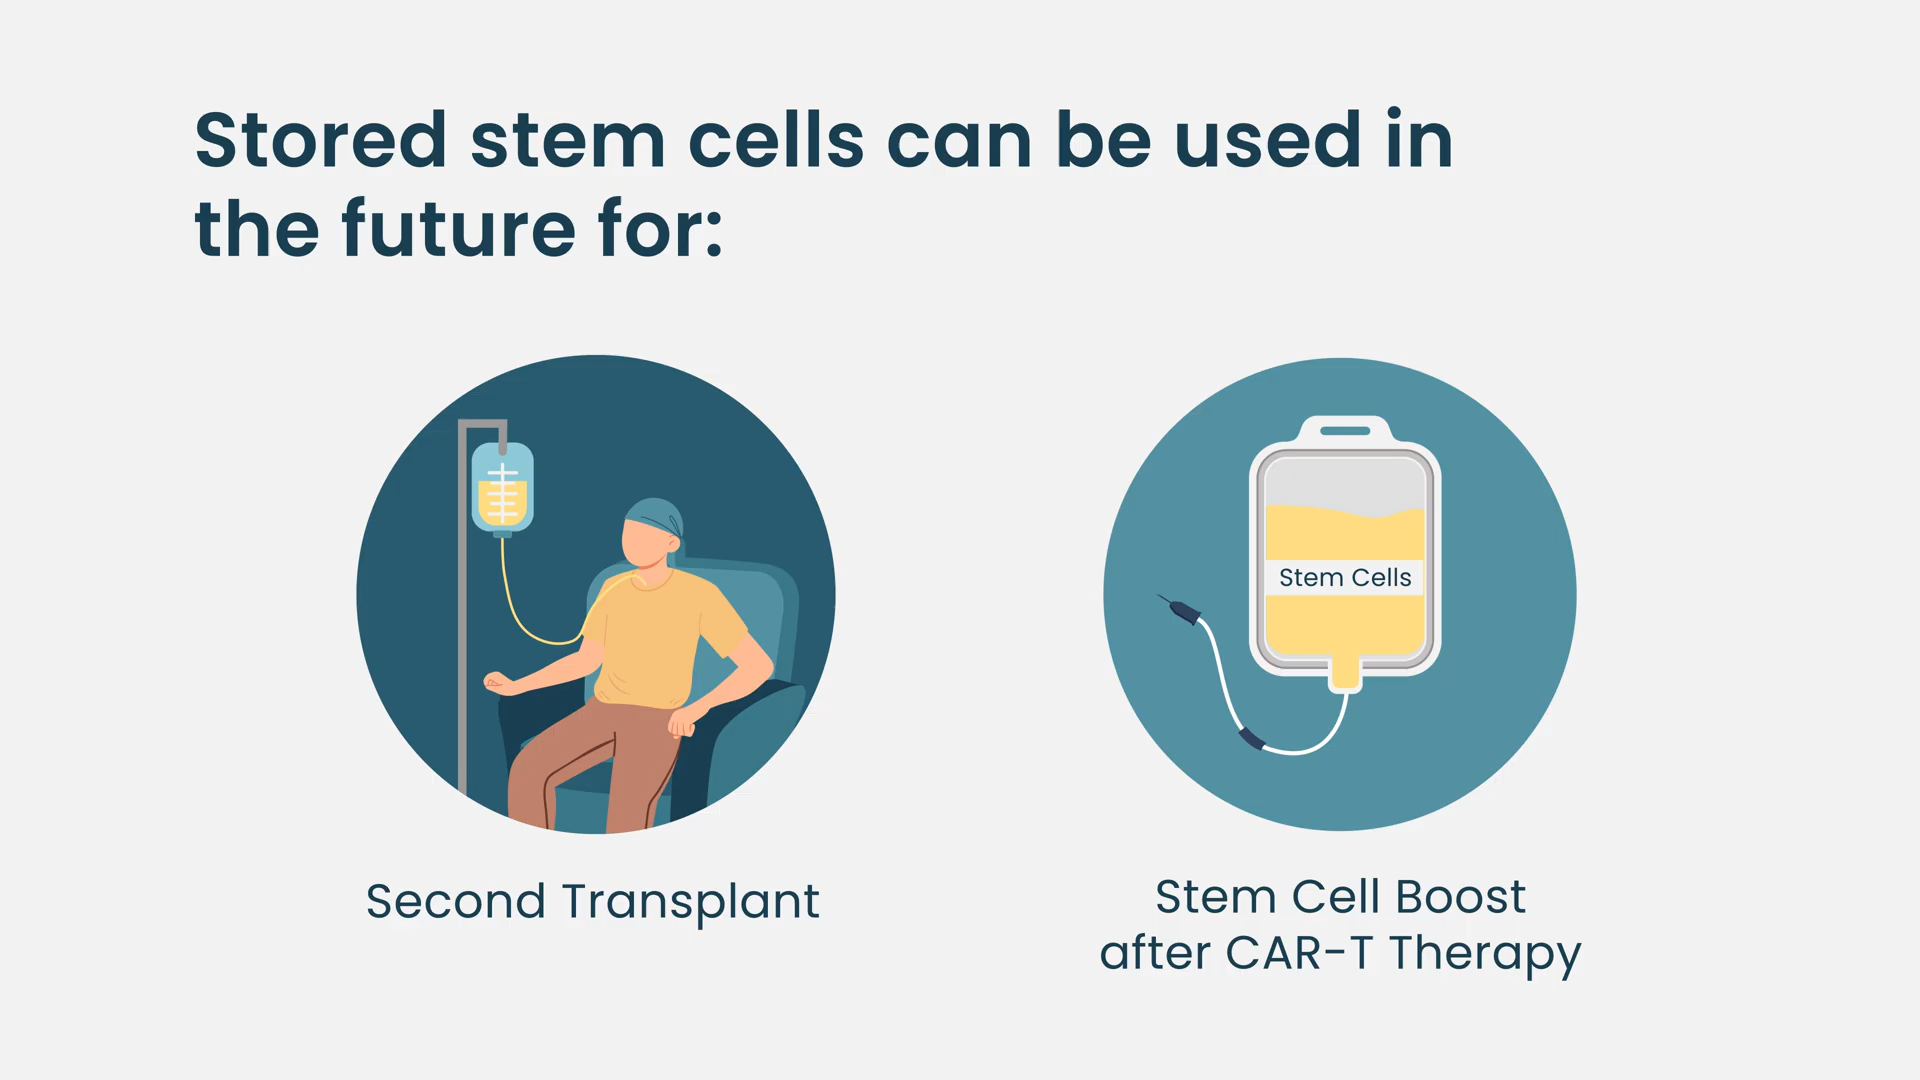 Stored stem cells can be used in
the future for:
Stem Cells
Second Transplant
Stem Cell Boost
after CAR-T Therapy